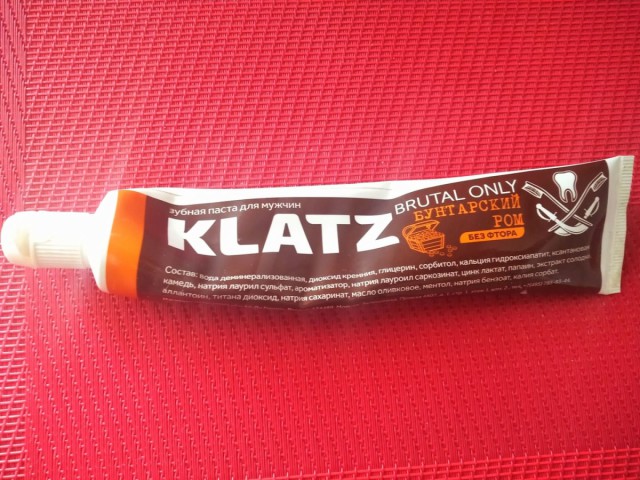 зубная паста для мужчин
KLATZ
BRUTAL ONLY
БУНТАРСКИЙ
РОМ
БЕЗ ФТОРА
Состав: вода деминерализованная, диоксид кремния, глицерин, сорбитол, кальция гидроксиапатит, ксантановая
камедь, натрия лаурил сульфат, ароматизатор, натрия лауроил саркозинат, цинк лактат, папаин, экстракт солодки,
аллантоин, титана диоксид, натрия сахаринат, масло оливковое, ментол, натрия бензоат, калия сорбат.